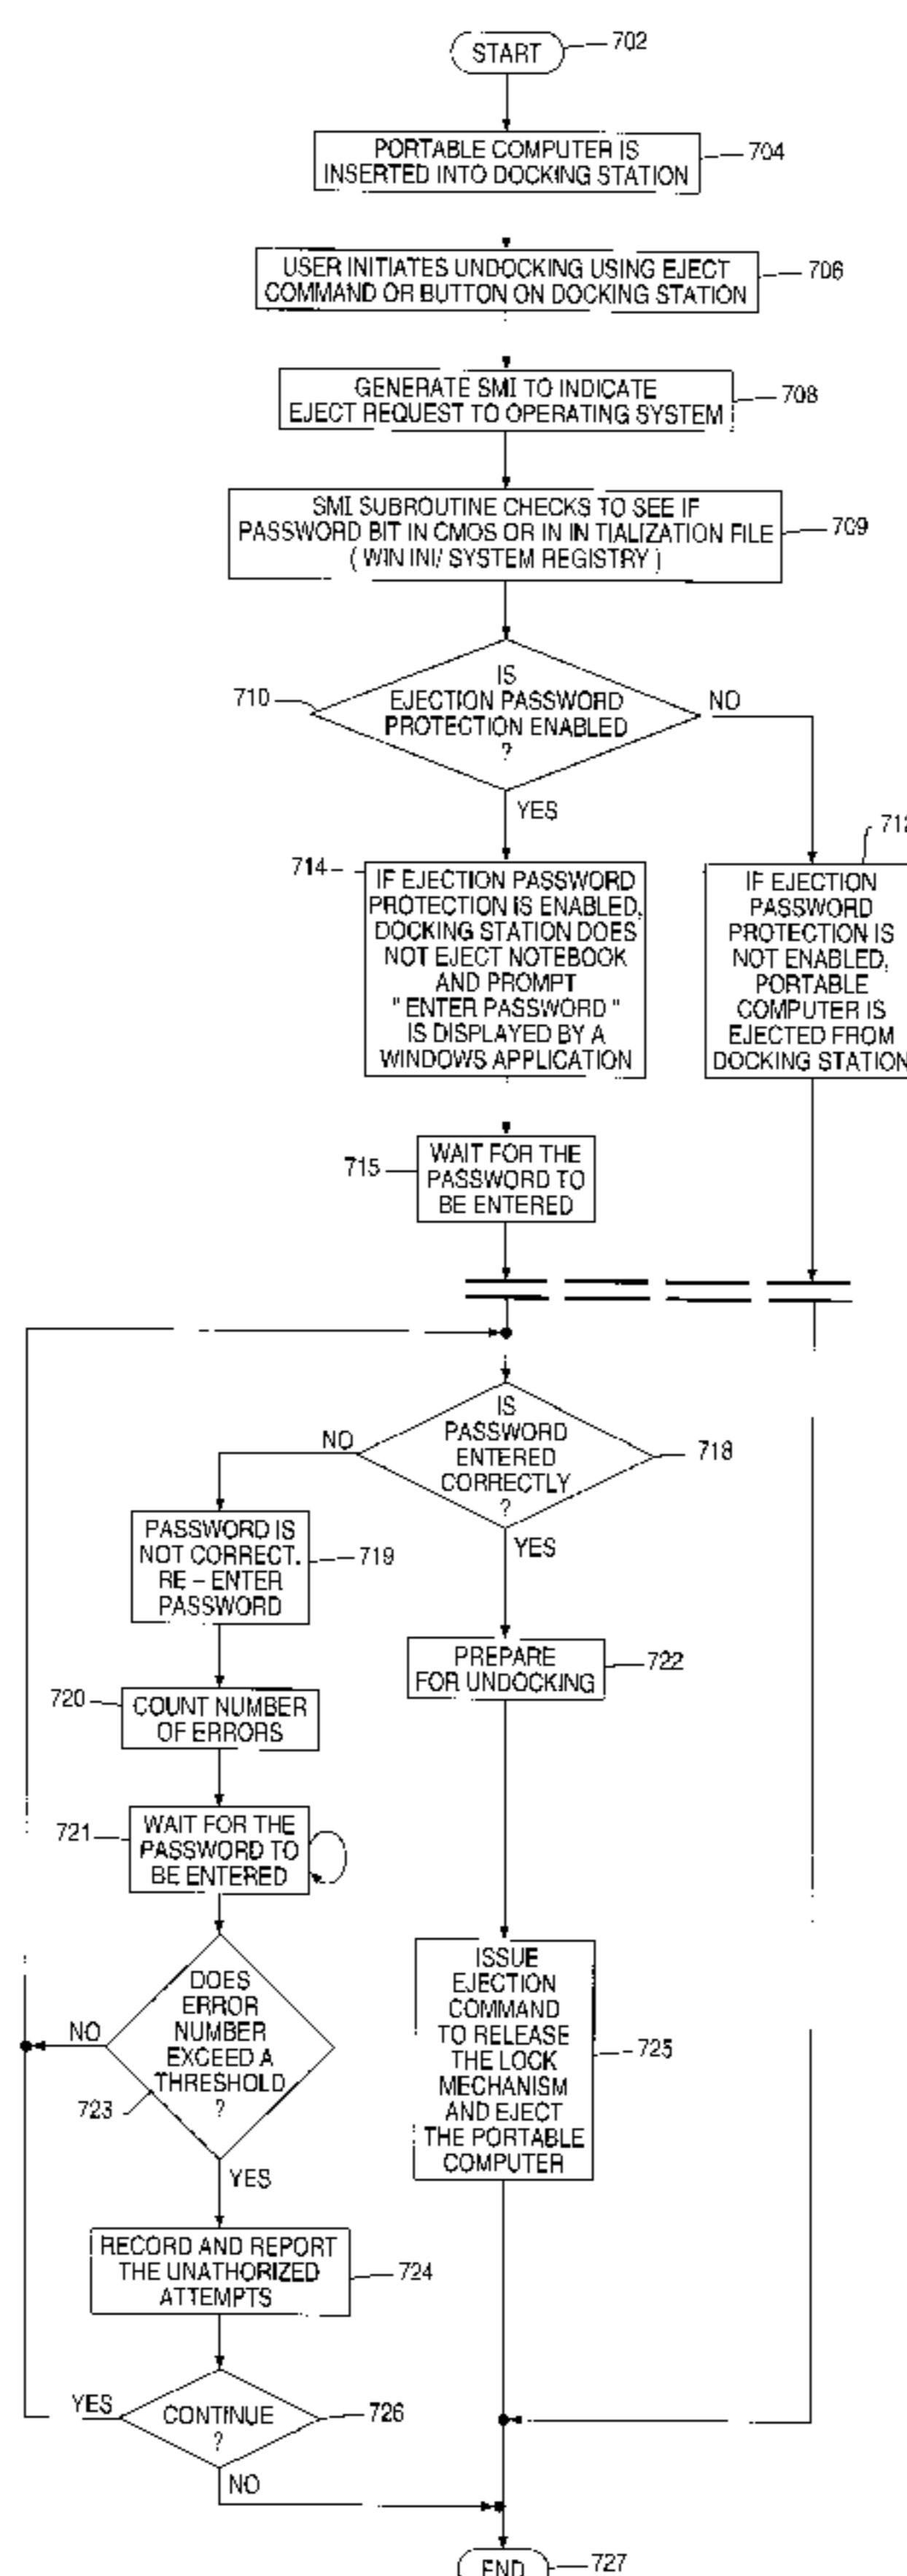 START
702
PORTABLE COMPUTER IS
INSERTED INTO DOCKING STATION
704
USER INITIATES UNDOCKING USING EJECT
COMMAND OR BUTTON ON DOCKING STATION
706
GENERATE SMI TO INDICATE
EJECT REQUEST TO OPERATING SYSTEM
708
SMI SUBROUTINE CHECKS TO SEE IF
PASSWORD BIT IN CMOS OR IN IN TIALIZATION FILE
( WIN INI/ SYSTEM REGISTRY )
709
710
IS
EJECTION PASSWORD
PROTECTION ENABLED
?
NO
YES
714
IF EJECTION PASSWORD
PROTECTION IS ENABLED,
DOCKING STATION DOES
NOT EJECT NOTEBOOK
AND PROMPT
" ENTER PASSWORD "
IS DISPLAYED BY A
WINDOWS APPLICATION
712
IF EJECTION
PASSWORD
PROTECTION IS
NOT ENABLED,
PORTABLE
COMPUTER IS
EJECTED FROM
DOCKING STATION
715
WAIT FOR THE
PASSWORD TO
BE ENTERED
IS
PASSWORD
ENTERED
CORRECTLY
?
718
NO
YES
PASSWORD IS
NOT CORRECT.
RE – ENTER
PASSWORD
719
PREPARE
FOR UNDOCKING
722
720
COUNT NUMBER
OF ERRORS
721
WAIT FOR THE
PASSWORD TO
BE ENTERED
DOES
ERROR
NUMBER
EXCEED A
THRESHOLD
?
NO
723
YES
ISSUE
EJECTION
COMMAND
TO RELEASE
THE LOCK
MECHANISM
AND EJECT
THE PORTABLE
COMPUTER
725
RECORD AND REPORT
THE UNATHORIZED
ATTEMPTS
724
YES
CONTINUE
?
726
NO
END
727